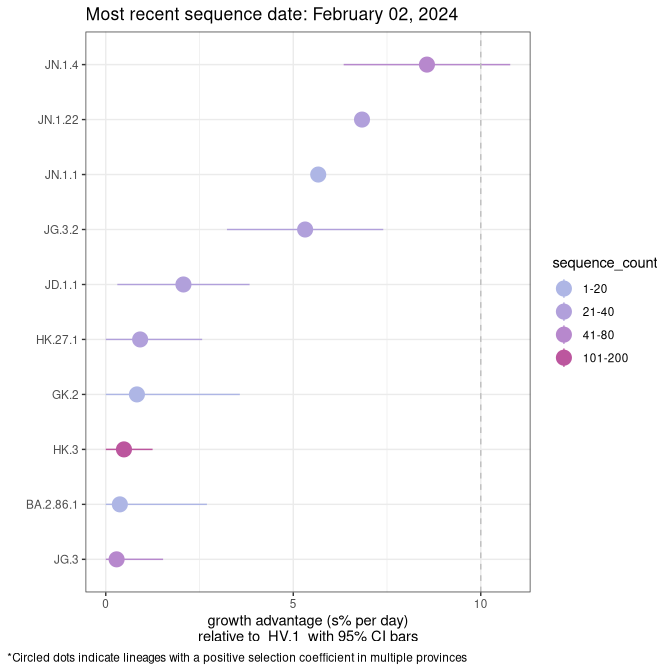 Most recent sequence date: February 02, 2024
JN.1.4
JN.1.22
JN.1.1
JG.3.2
JD.1.1
HK.27.1
GK.2
HK.3
BA.2.86.1
JG.3
0 5 10
growth advantage (s% per day)
relative to HV.1 with 95% CI bars
sequence_count
1-20
21-40
41-80
101-200
*Circled dots indicate lineages with a positive selection coefficient in multiple provinces